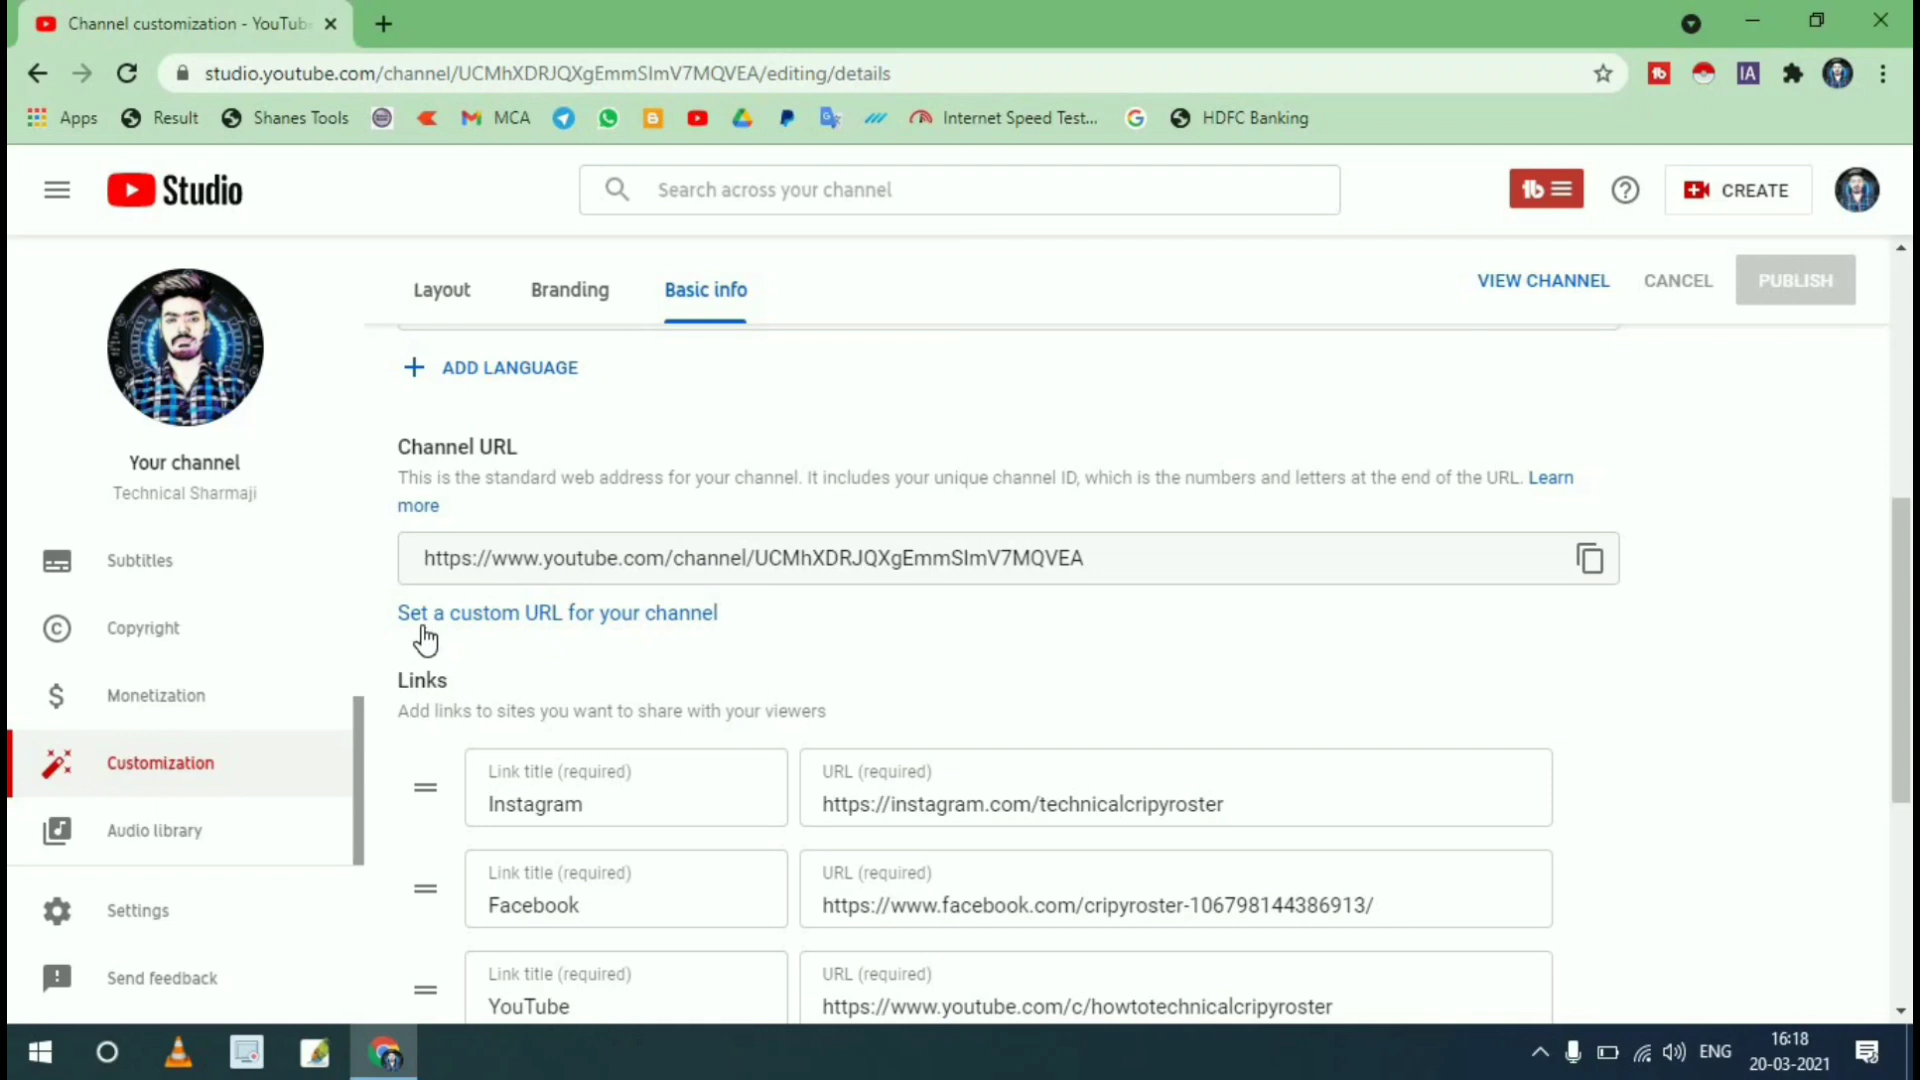 Channel customization - YouTub
studio.youtube.com/channel/UCMhXDRJQXgEmmSlmV7MQVEA/editing/details
Apps Result Shanes Tools MCA Internet Speed Test... HDFC Banking
Studio
Search across your channel
CREATE
Layout Branding Basic info
VIEW CHANNEL CANCEL PUBLISH
ADD LANGUAGE
Channel URL
This is the standard web address for your channel. It includes your unique channel ID, which is the numbers and letters at the end of the URL. Learn
more
https://www.youtube.com/channel/UCMhXDRJQXgEmmSlmV7MQVEA
Set a custom URL for your channel
Links
Add links to sites you want to share with your viewers
Link title (required)
Instagram
URL (required)
https://instagram.com/technicalcripyroster
Link title (required)
Facebook
URL (required)
https://www.facebook.com/cripyroster-106798144386913/
Link title (required)
YouTube
URL (required)
https://www.youtube.com/c/howtotechnicalcripyroster
Your channel
Technical Sharmaji
Subtitles
Copyright
Monetization
Customization
Audio library
Settings
Send feedback
ENG
16:18
20-03-2021